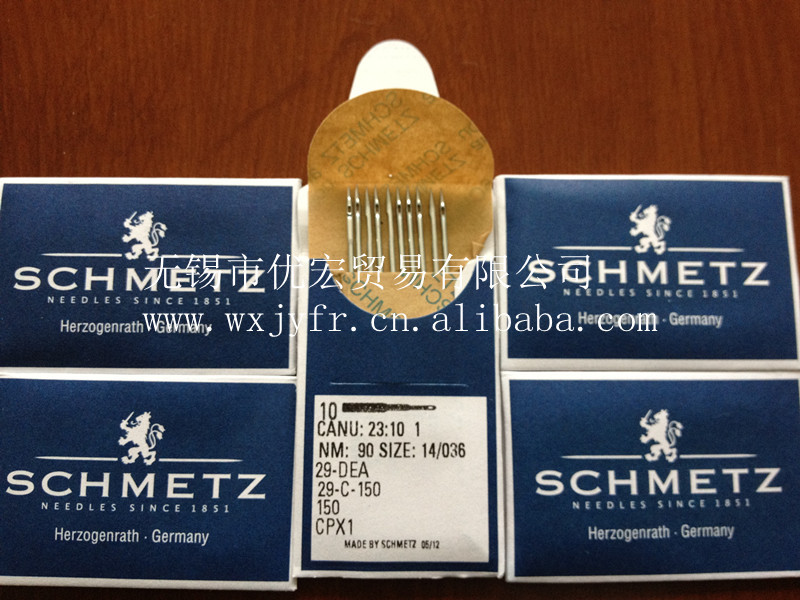 SCHMETZ
SCHMETZ
SCHMETZ
SCHMETZ
NEEDLES SINCE 1851
Herzogenrath · Germany
SCHMETZ
NEEDLES SINCE 1851
Herzogenrath · Germany
无锡市优宏贸易有限公司
www.wxjyfr.cn.alibaba.com
10
CANU: 23:10 1
NM: 90 SIZE: 14/036
29-DEA
29-C-150
150
CPX1
MADE BY SCHMETZ 05/12
SCHMETZ
NEEDLES SINCE 1851
Herzogenrath · Germany
SCHMETZ
NEEDLES SINCE 1851
Herzogenrath · Germany